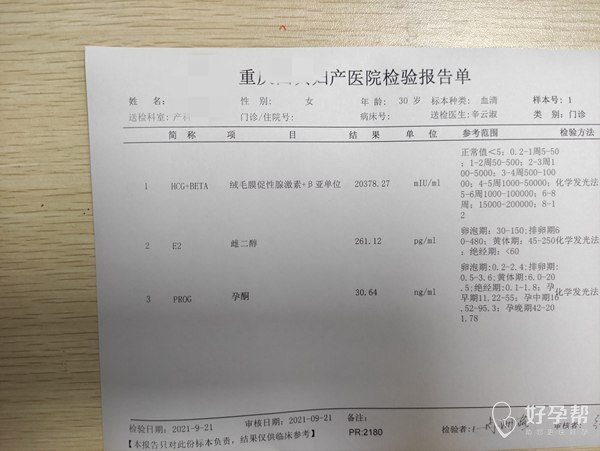 重庆 妇产医院检验报告单
姓 名: 性 别: 女 年 龄: 30 岁 标本种类: 血清 样本号: 1
送检科室: 产科 门诊/住院号: 病床号: 送检医生: 辛云淑 类 别: 门诊
简 称 项 目 结 果 单 位 参考范围 检验方法
正常值<5; 0.2-1周5-50
; 1-2周50-500; 2-3周1
00-5000; 3-4周500-100
1 HCG+BETA 绒毛膜促性腺激素+β亚单位 20378.27 mIU/ml 00; 4-5周1000-50000; 化学发光法
5-6周1000-100000; 6-8
周; 15000-200000; 8-1
2
卵泡期: 30-150;排卵期6
2 E2 雌二醇 261.12 pg/ml 0-480; 黄体期: 45-250 化学发光法
; 绝经期: <60
卵泡期:0.2-2.4;排卵期:
0.5-3.6;黄体期:6.0-20
3 PROG 孕酮 30.64 ng/ml .5;绝经期:0.1-1.8; 孕 化学发光法
早期11.22-55; 孕中期16
.52-95.3; 孕晚期42-20
1.78
检验日期: 2021-9-21 审核日期: 2021-09-21 备注: 检验者: 审核者:
【本报告只对此份标本负责, 结果仅供临床参考】 PR:2180
好孕帮